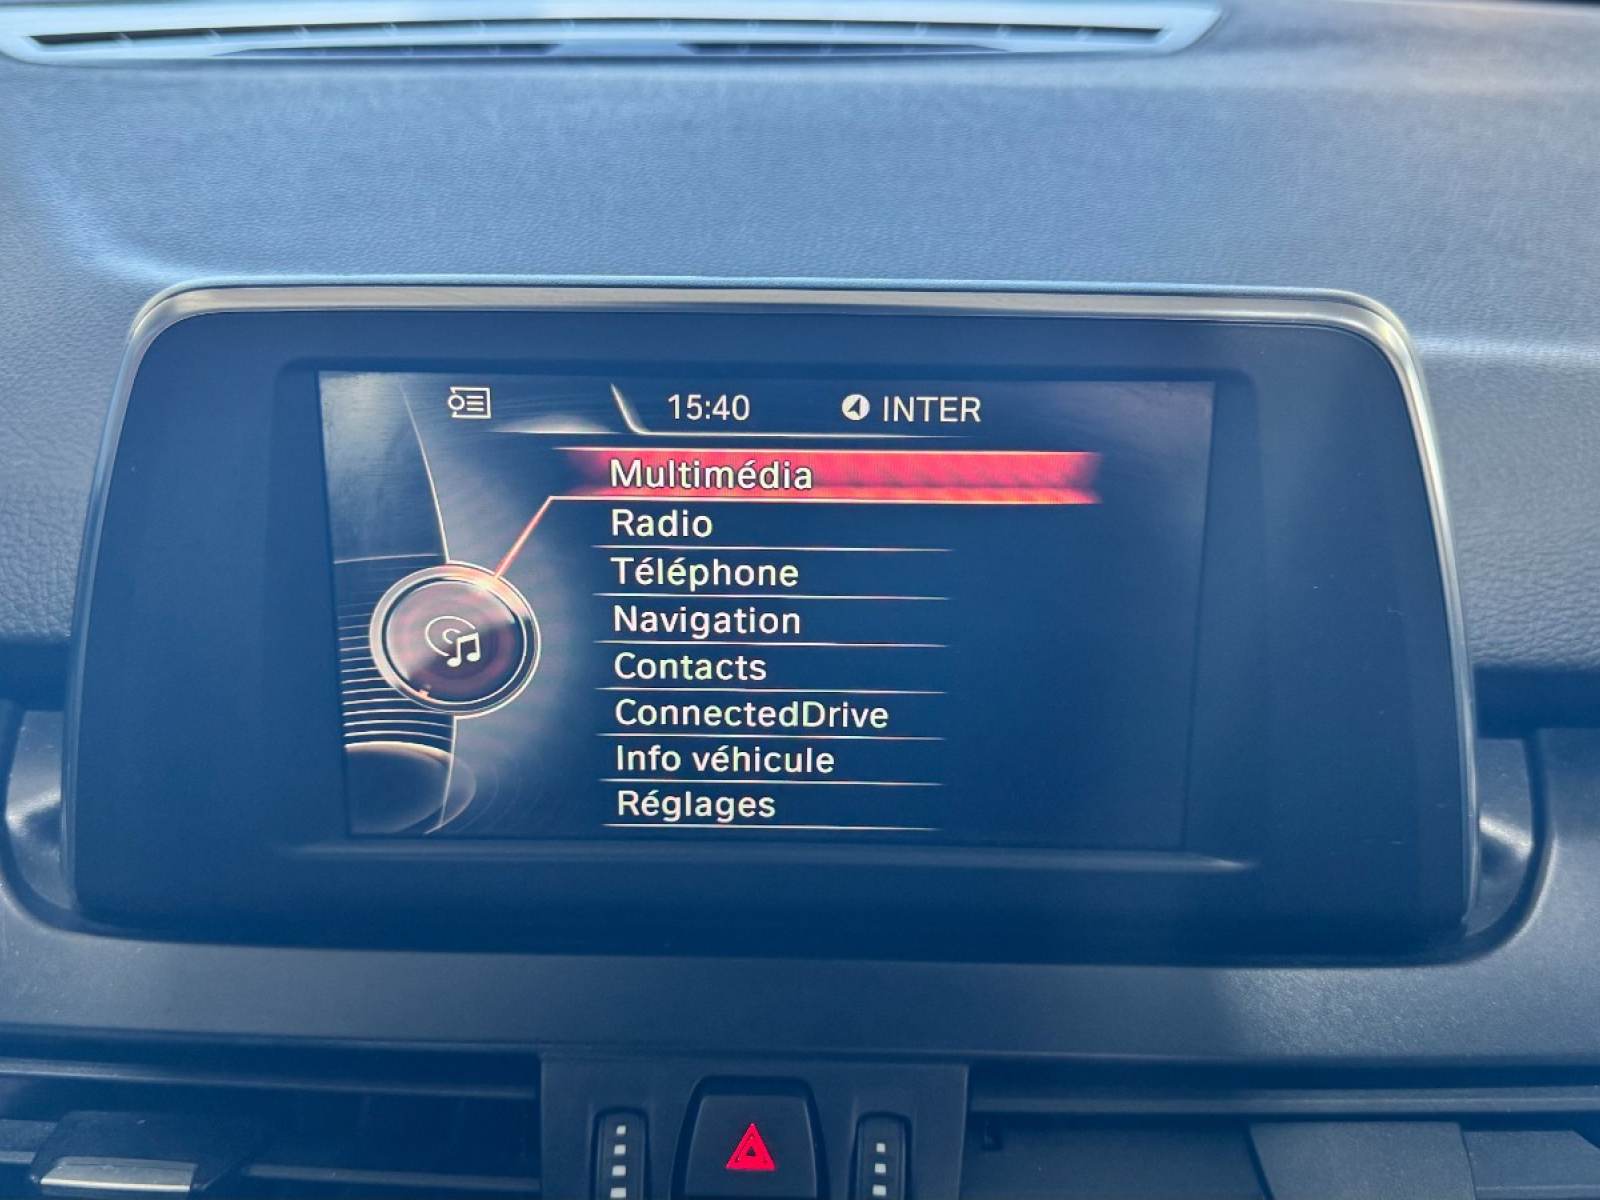 15:40 INTER
Multimédia
Radio
Téléphone
Navigation
Contacts
ConnectedDrive
Info véhicule
Réglages